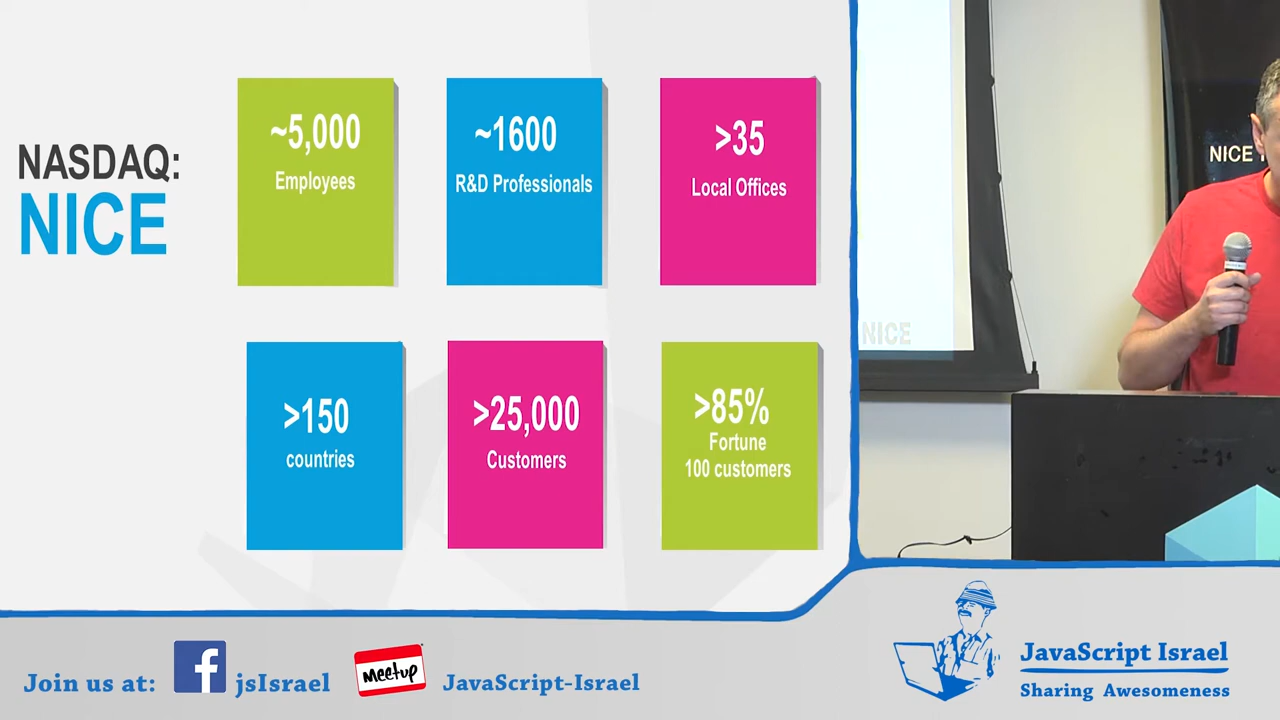 NASDAQ:
NICE
~5,000
Employees
~1600
R&D Professionals
>35
Local Offices
>150
countries
>25,000
Customers
>85%
Fortune
100 customers
NICE
NICE
Join us at:
f
jsIsrael
meetup
JavaScript-Israel
JavaScript Israel
Sharing Awesomeness